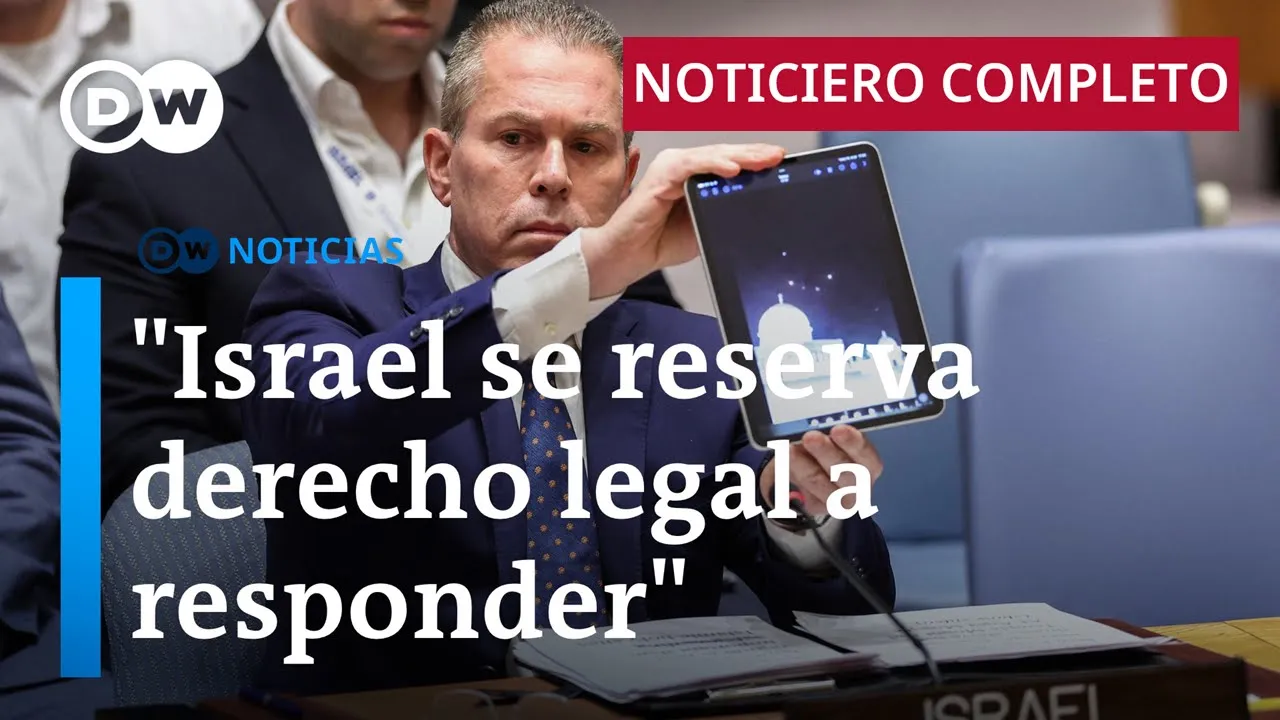 DW
NOTICIERO COMPLETO
DW NOTICIAS
"Israel se reserva
derecho legal a
responder"
ISRAEL